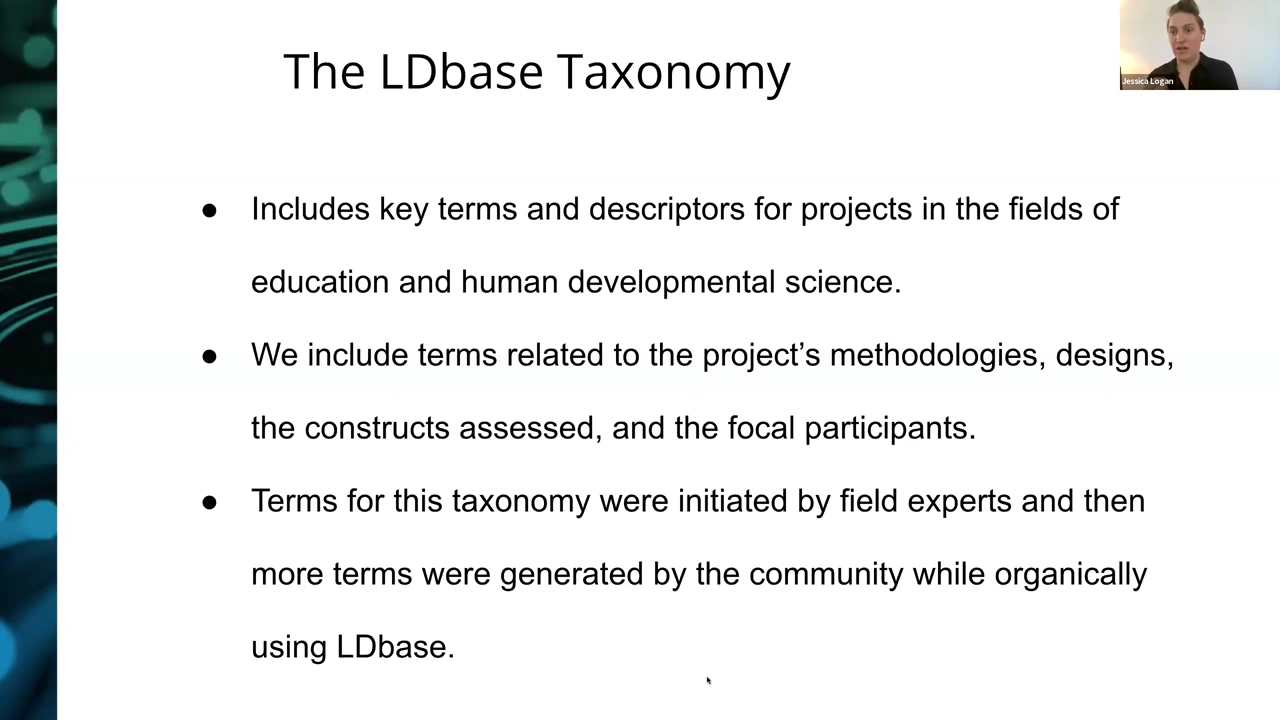 The LDbase Taxonomy
Jessica Logan
● Includes key terms and descriptors for projects in the fields of
education and human developmental science.
● We include terms related to the project’s methodologies, designs,
the constructs assessed, and the focal participants.
● Terms for this taxonomy were initiated by field experts and then
more terms were generated by the community while organically
using LDbase.